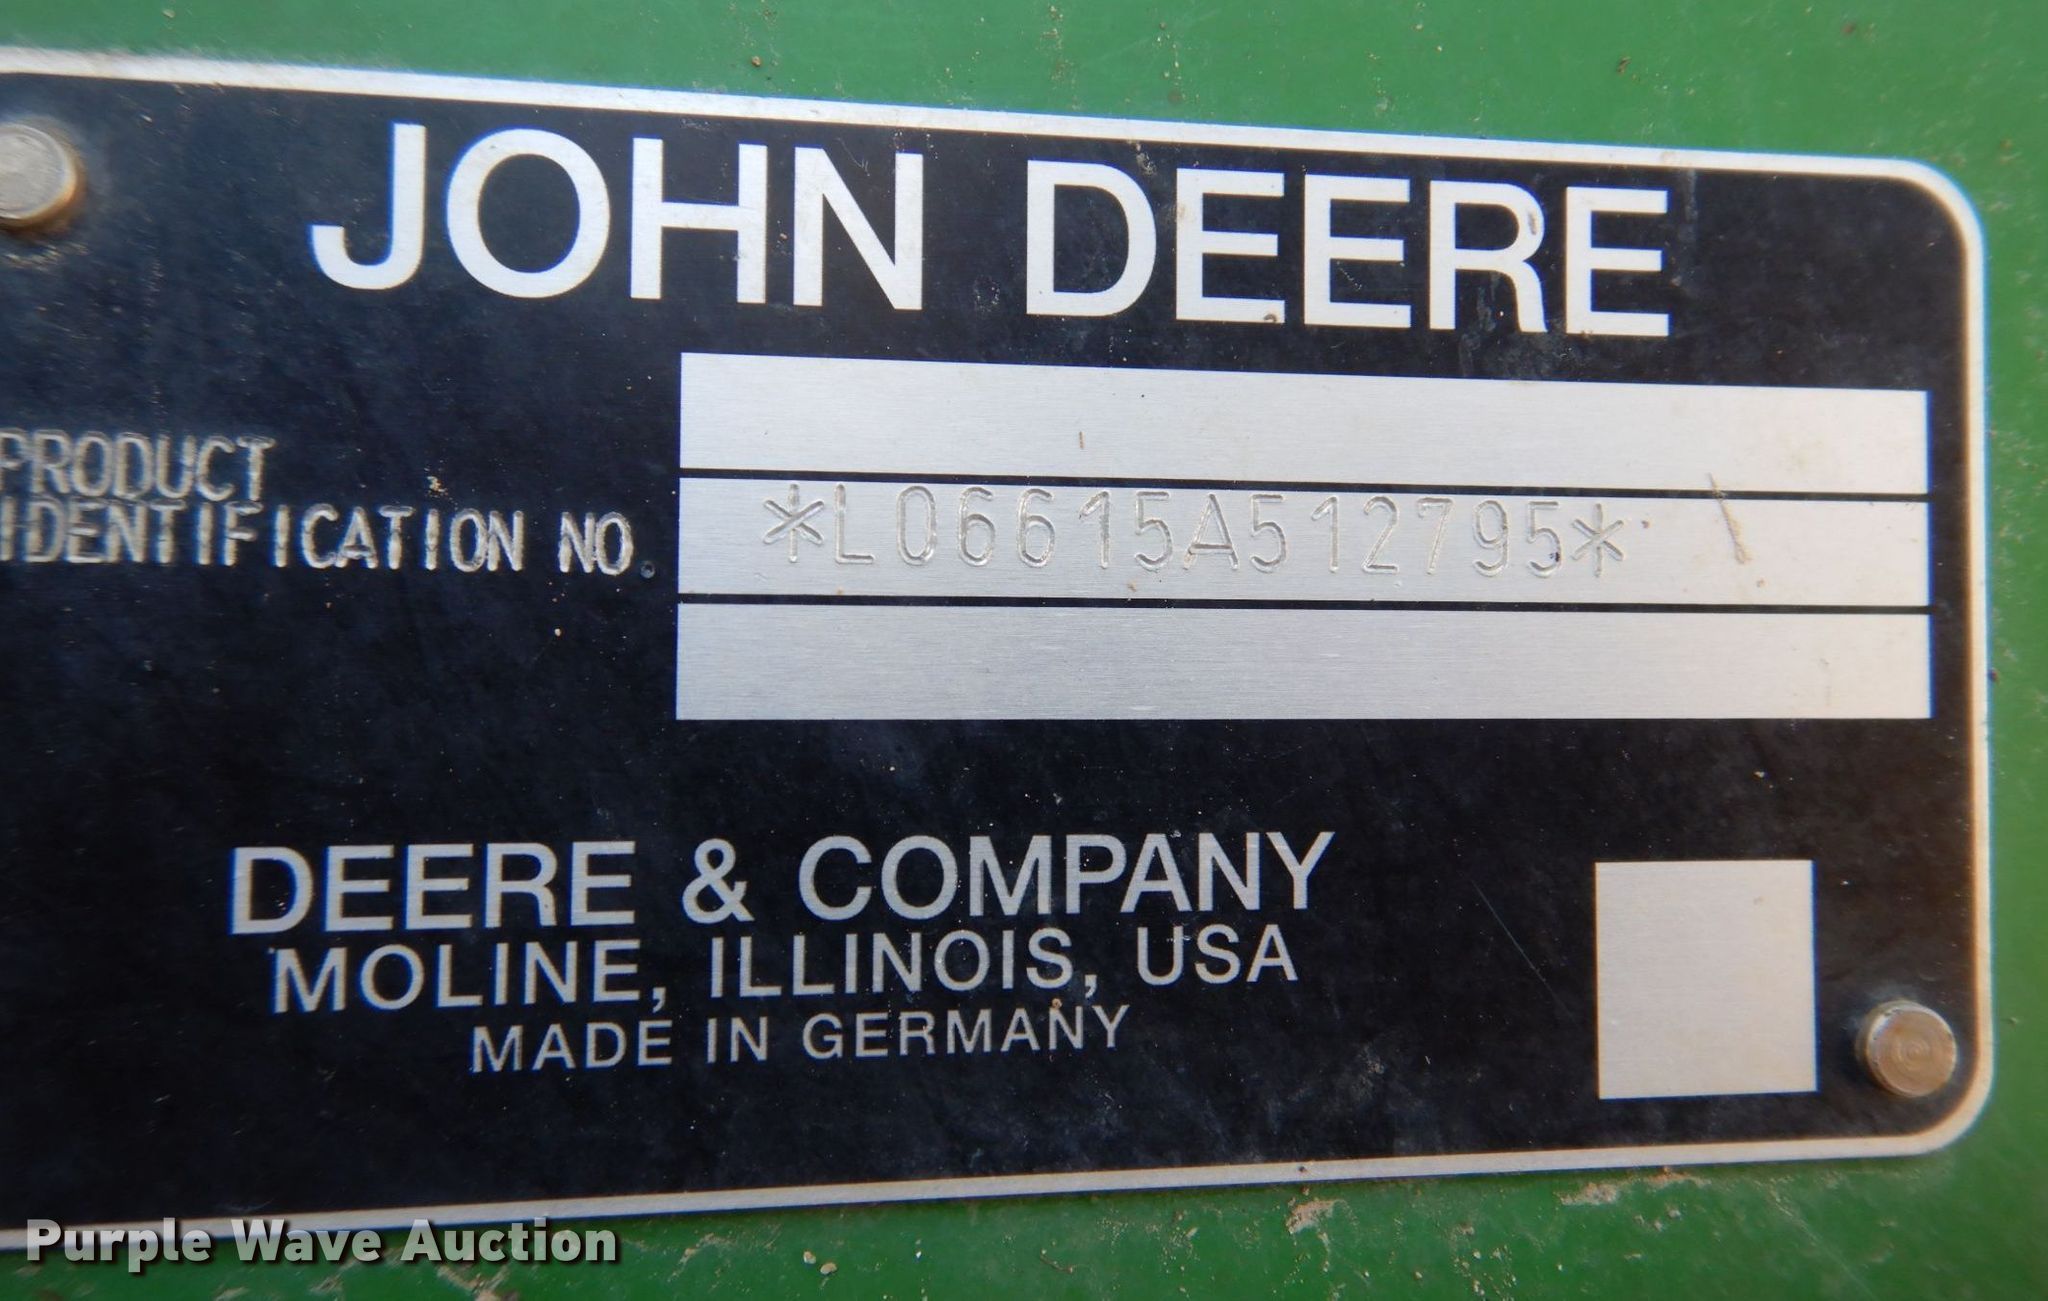 JOHN DEERE
PRODUCT
IDENTIFICATION NO.
*L06615A512795*
DEERE & COMPANY
MOLINE, ILLINOIS, USA
MADE IN GERMANY
Purple Wave Auction